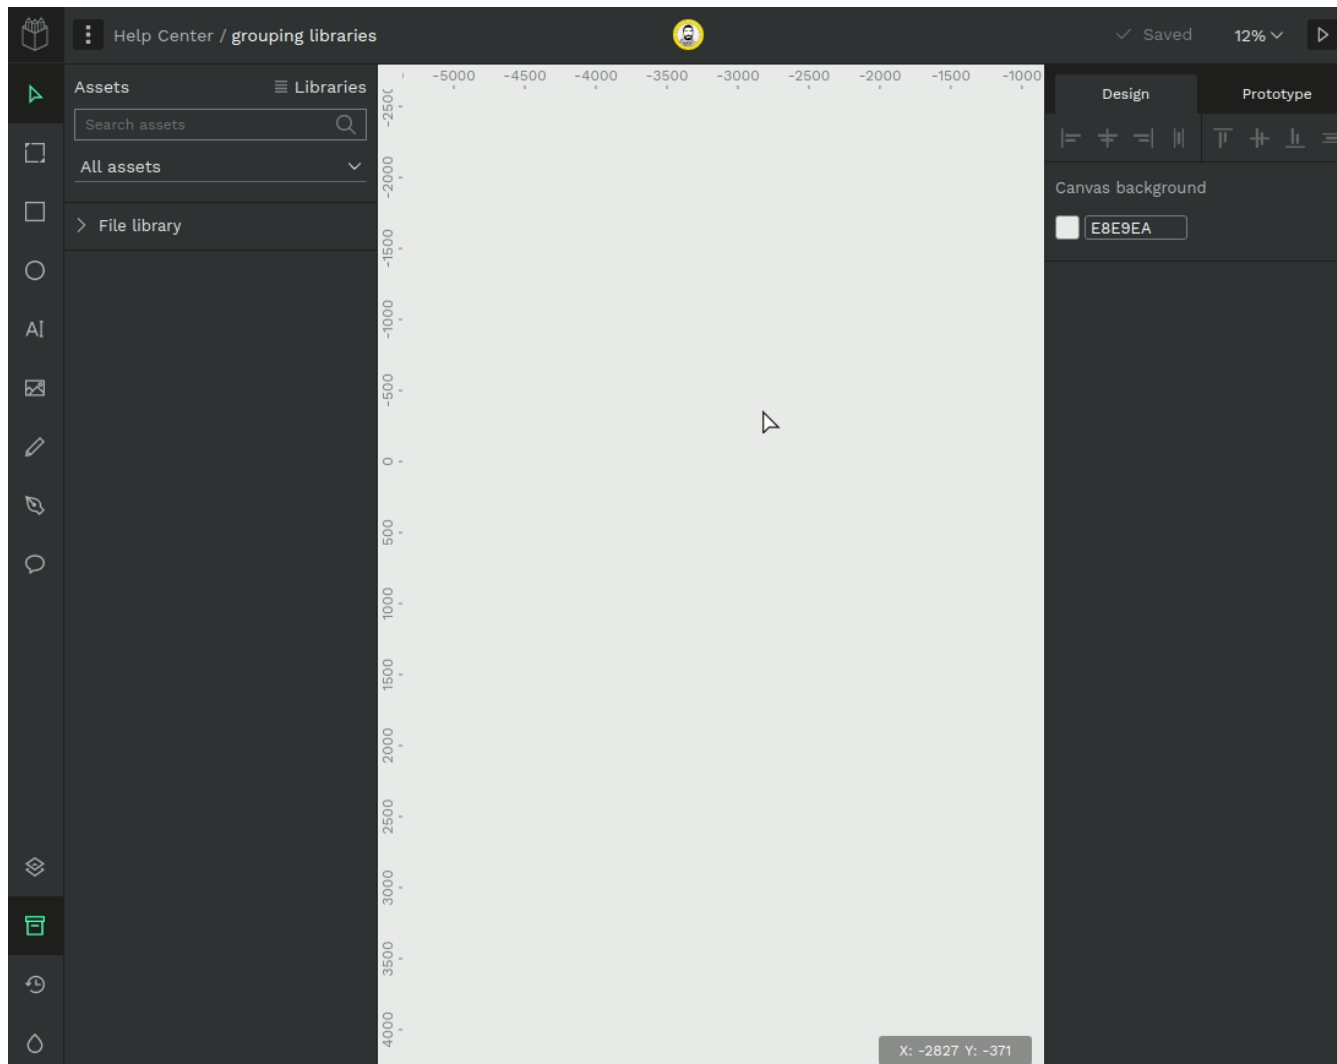 Help Center / grouping libraries
Saved
12%
Assets
Libraries
Search assets
All assets
File library
AI
-5000 -4500 -4000 -3500 -3000 -2500 -2000 -1500 -1000
-2500
-2000
-1500
-1000
-500
0
500
1000
1500
2000
2500
3000
3500
4000
Design
Prototype
Canvas background
E8E9EA
X: -2827 Y: -371